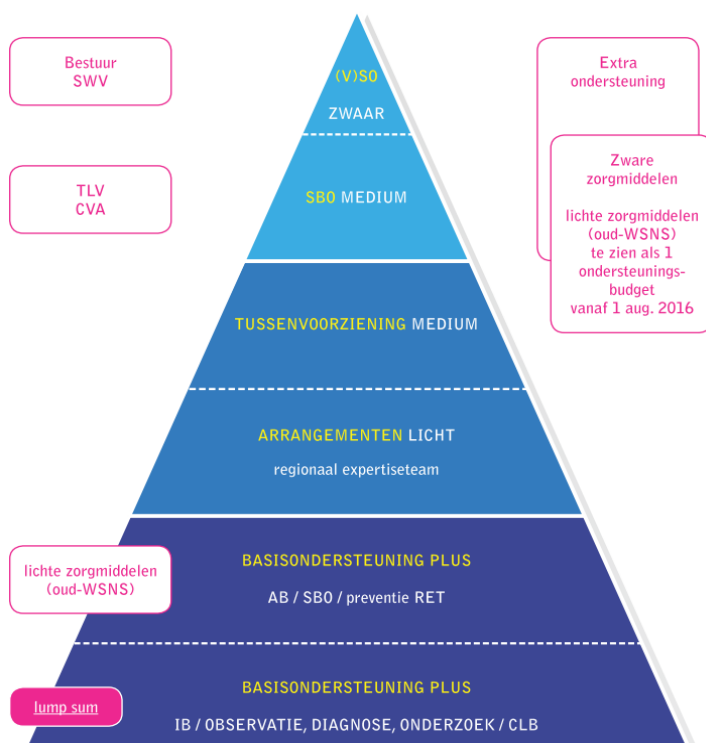 Bestuur
SWV
(V)SO
ZWAAR
Extra
ondersteuning
TLV
CVA
SBO MEDIUM
Zware
zorgmiddelen
lichte zorgmiddelen
(oud-WSNS)
te zien als 1
ondersteunings-
budget
vanaf 1 aug. 2016
TUSSENVOORZIENING MEDIUM
ARRANGEMENTEN LICHT
regionaal expertiseteam
lichte zorgmiddelen
(oud-WSNS)
BASISONDERSTEUNING PLUS
AB / SBO / preventie RET
lump sum
BASISONDERSTEUNING PLUS
IB / OBSERVATIE, DIAGNOSE, ONDERZOEK / CLB